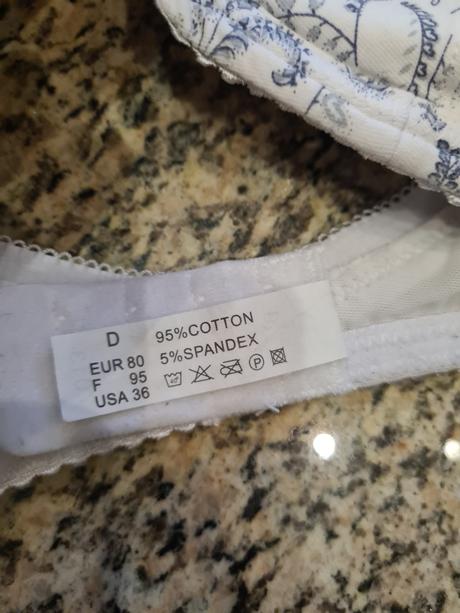 D 95%COTTON
EUR 80 5%SPANDEX
F 95
USA 36
P